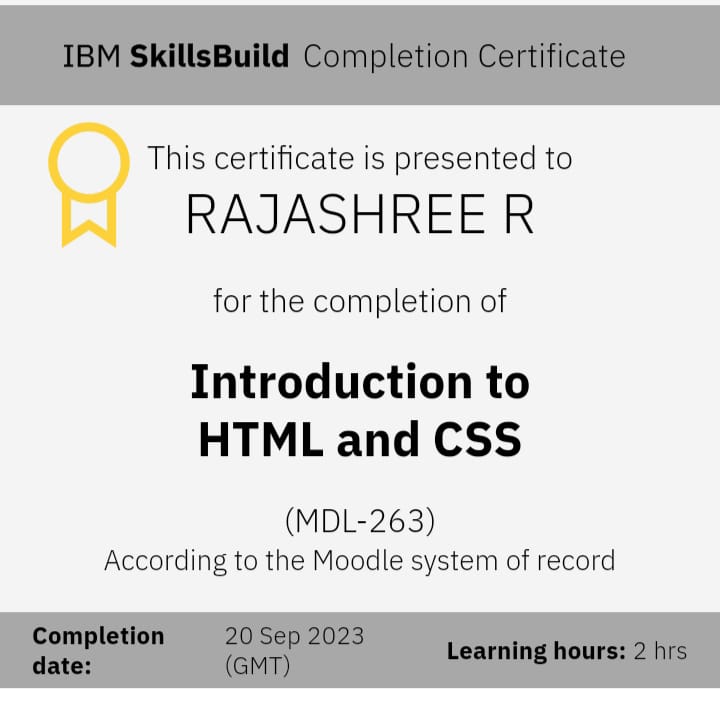 IBM SkillsBuild Completion Certificate
This certificate is presented to
RAJASHREE R
for the completion of
Introduction to
HTML and CSS
(MDL-263)
According to the Moodle system of record
Completion date: 20 Sep 2023 (GMT) Learning hours: 2 hrs